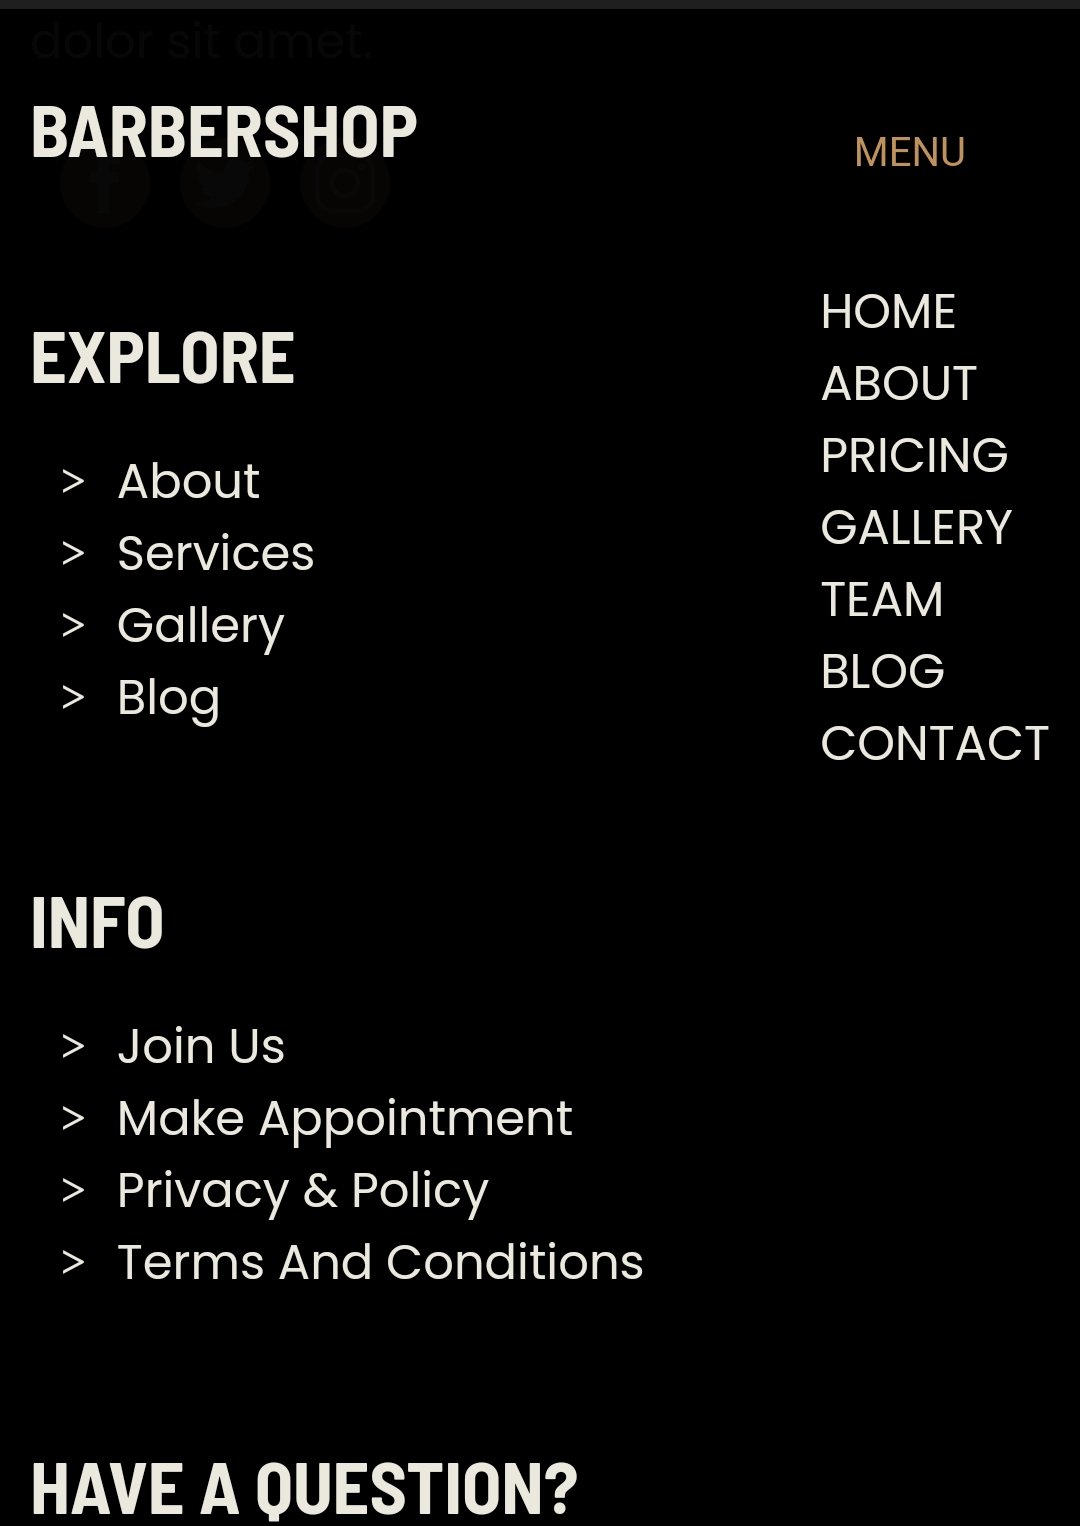 dolor sit amet.
BARBERSHOP
MENU
HOME
ABOUT
PRICING
GALLERY
TEAM
BLOG
CONTACT
EXPLORE
> About
> Services
> Gallery
> Blog
INFO
> Join Us
> Make Appointment
> Privacy & Policy
> Terms And Conditions
HAVE A QUESTION?